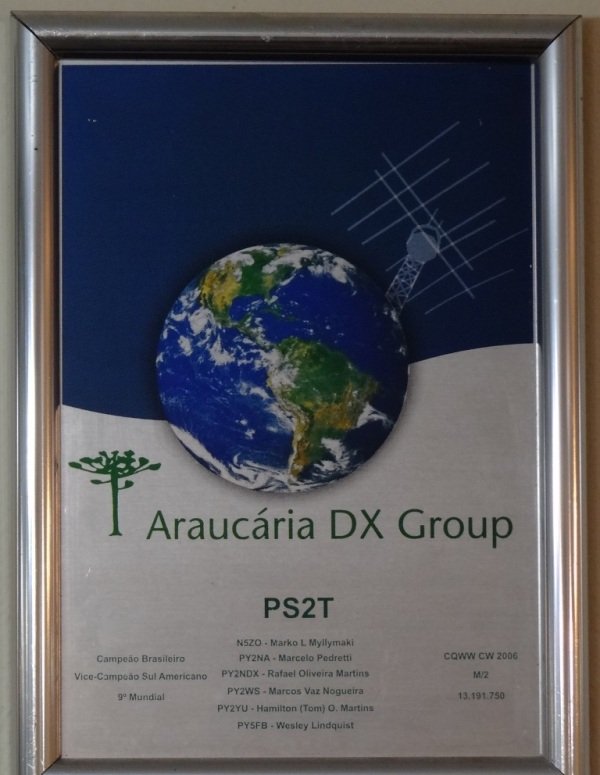 Araucária DX Group
PS2T
N5ZO - Marko L Myllymaki
Campeão Brasileiro PY2NA - Marcelo Pedretti CQWW CW 2006
Vice-Campeão Sul Americano PY2NDX - Rafael Oliveira Martins M/2
9º Mundial PY2WS - Marcos Vaz Nogueira 13.191.750
PY2YU - Hamilton (Tom) O. Martins
PY5FB - Wesley Lindquist